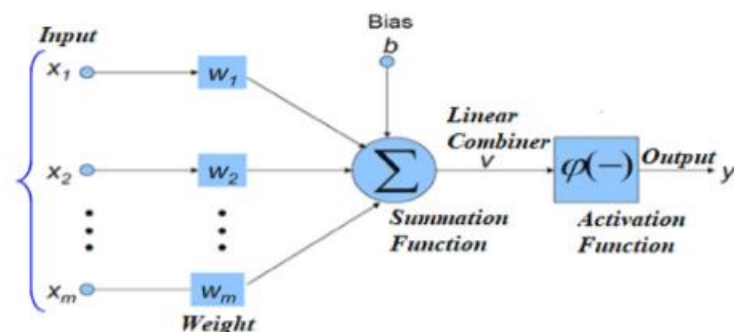 Input
x1
w1
Bias
b
x2
w2
∑
Linear
Combiner
v
φ(−)
Output
y
Summation
Function
Activation
Function
xm
wm
Weight